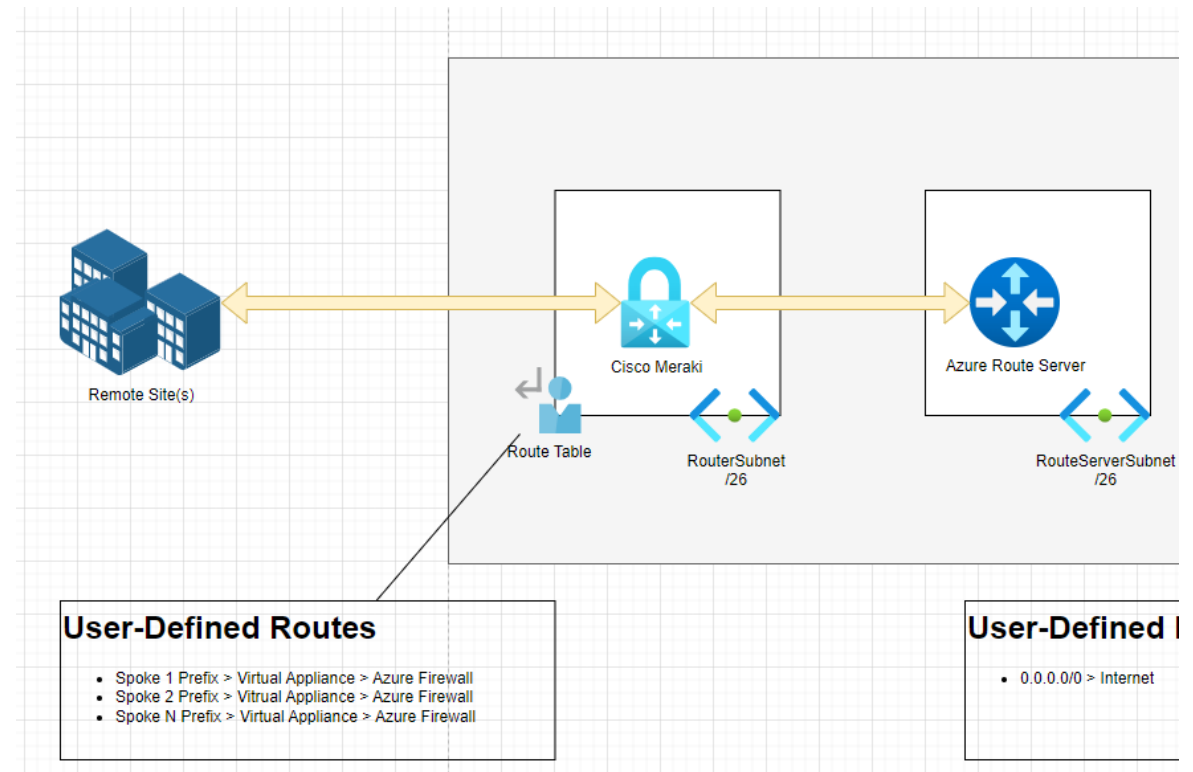 Remote Site(s)
Cisco Meraki
Azure Route Server
Route Table
RouterSubnet
/26
RouteServerSubnet
/26
User-Defined Routes
Spoke 1 Prefix > Virtual Appliance > Azure Firewall
Spoke 2 Prefix > Vitrual Appliance > Azure Firewall
Spoke N Prefix > Virtual Appliance > Azure Firewall
User-Defined
0.0.0.0/0 > Internet